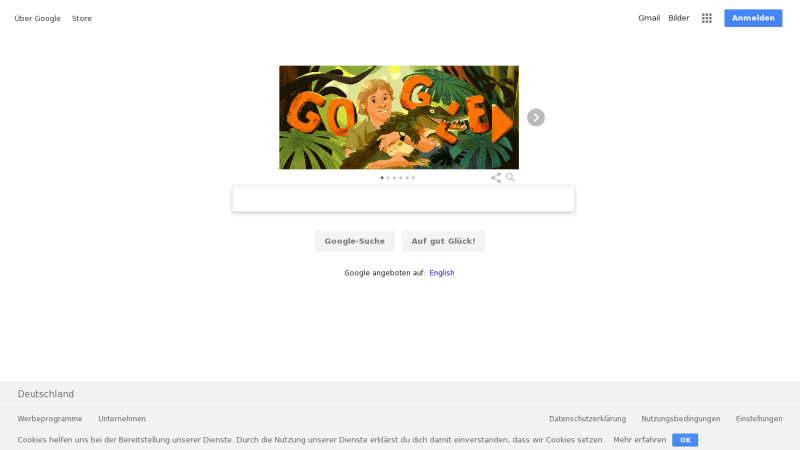 Über Google Store
Gmail Bilder Anmelden
GOOGLE
Google-Suche Auf gut Glück!
Google angeboten auf: English
Deutschland
Werbeprogramme Unternehmen Datenschutzerklärung Nutzungsbedingungen Einstellungen
Cookies helfen uns bei der Bereitstellung unserer Dienste. Durch die Nutzung unserer Dienste erklärst du dich damit einverstanden, dass wir Cookies setzen. Mehr erfahren OK